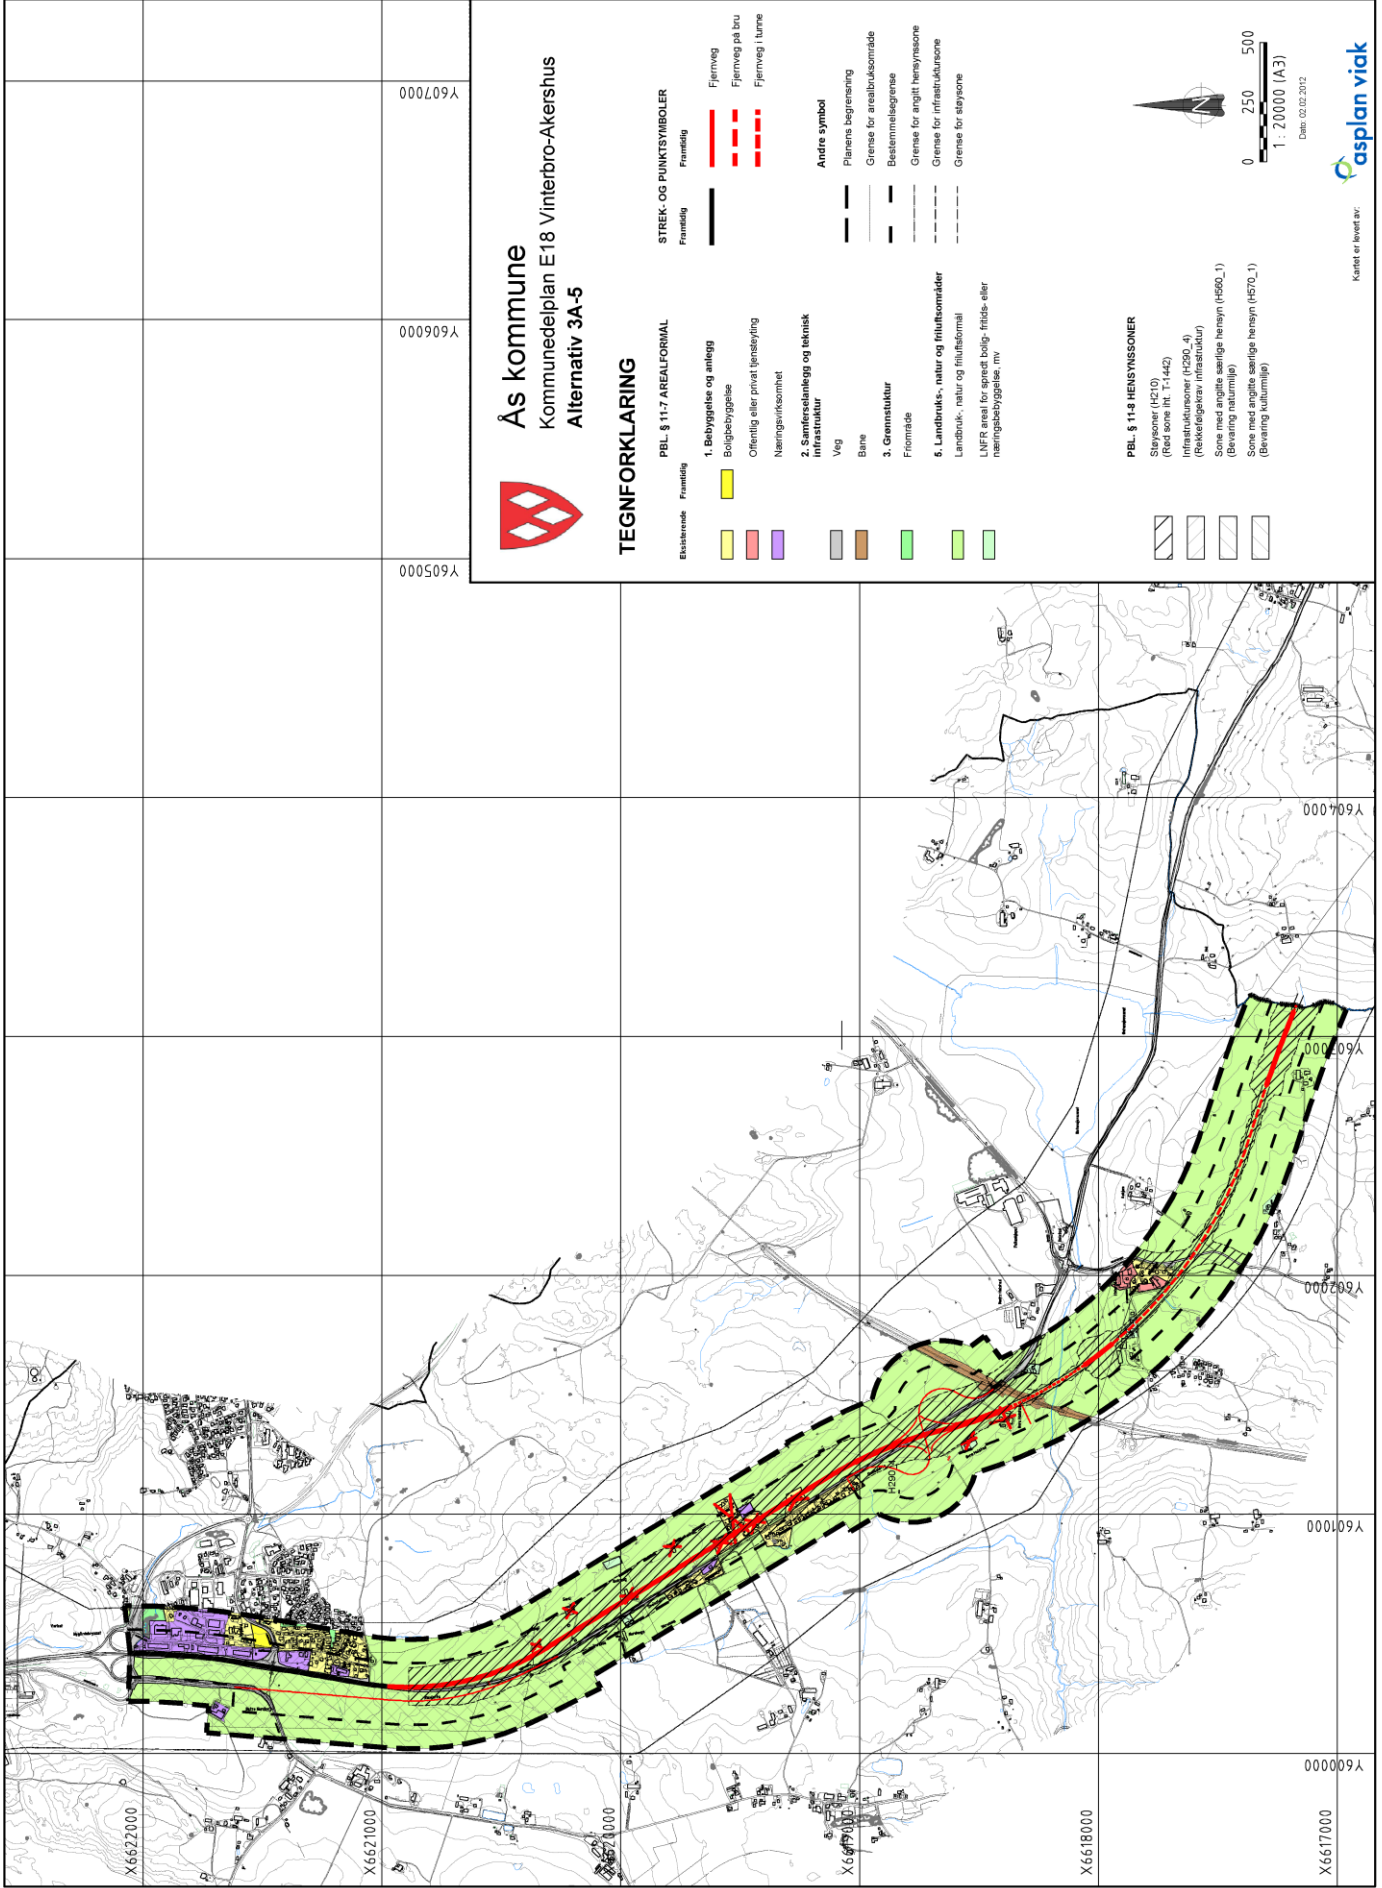 Ås kommune
Kommunedelplan E18 Vinterbro-Akershus
Alternativ 3A-5
TEGNFORKLARING
PBL. § 11-7 AREALFORMÅL
Eksisterende
Framtidig
1. Bebyggelse og anlegg
Boligbebyggelse
Offentlig eller privat tjensteyting
Næringsvirksomhet
2. Samferselanlegg og teknisk
infrastruktur
Veg
Bane
3. Grønnstuktur
Friområde
5. Landbruks-, natur og friluftsområder
Landbruk-, natur og friluftsformål
LNFR areal for spredt bolig- fritids- eller
næringsbebyggelse, mv
STREK- OG PUNKTSYMBOLER
Framtidig
Framtidig
Fjernveg
Fjernveg på bru
Fjernveg i tunne
Andre symbol
Planens begrensning
Grense for arealbruksområde
Bestemmelsegrense
Grense for angitt hensynssone
Grense for infrastruktursone
Grense for støysone
PBL. § 11-8 HENSYNSSONER
Støysoner (H210)
(Rød sone iht. T-1442)
Infrastruktursoner (H290_4)
(Rekkefølgekrav infrastruktur)
Sone med angitte særlige hensyn (H560_1)
(Bevaring naturmiljø)
Sone med angitte særlige hensyn (H570_1)
(Bevaring kulturmiljø)
N
0 250 500
1 : 20000 (A3)
Dato: 02.02.2012
Kartet er levert av:
asplan viak
X6622000
X6621000
X6620000
X6619000
X6618000
X6617000
Y600000
Y601000
Y602000
Y603000
Y604000
Y605000
Y606000
Y607000